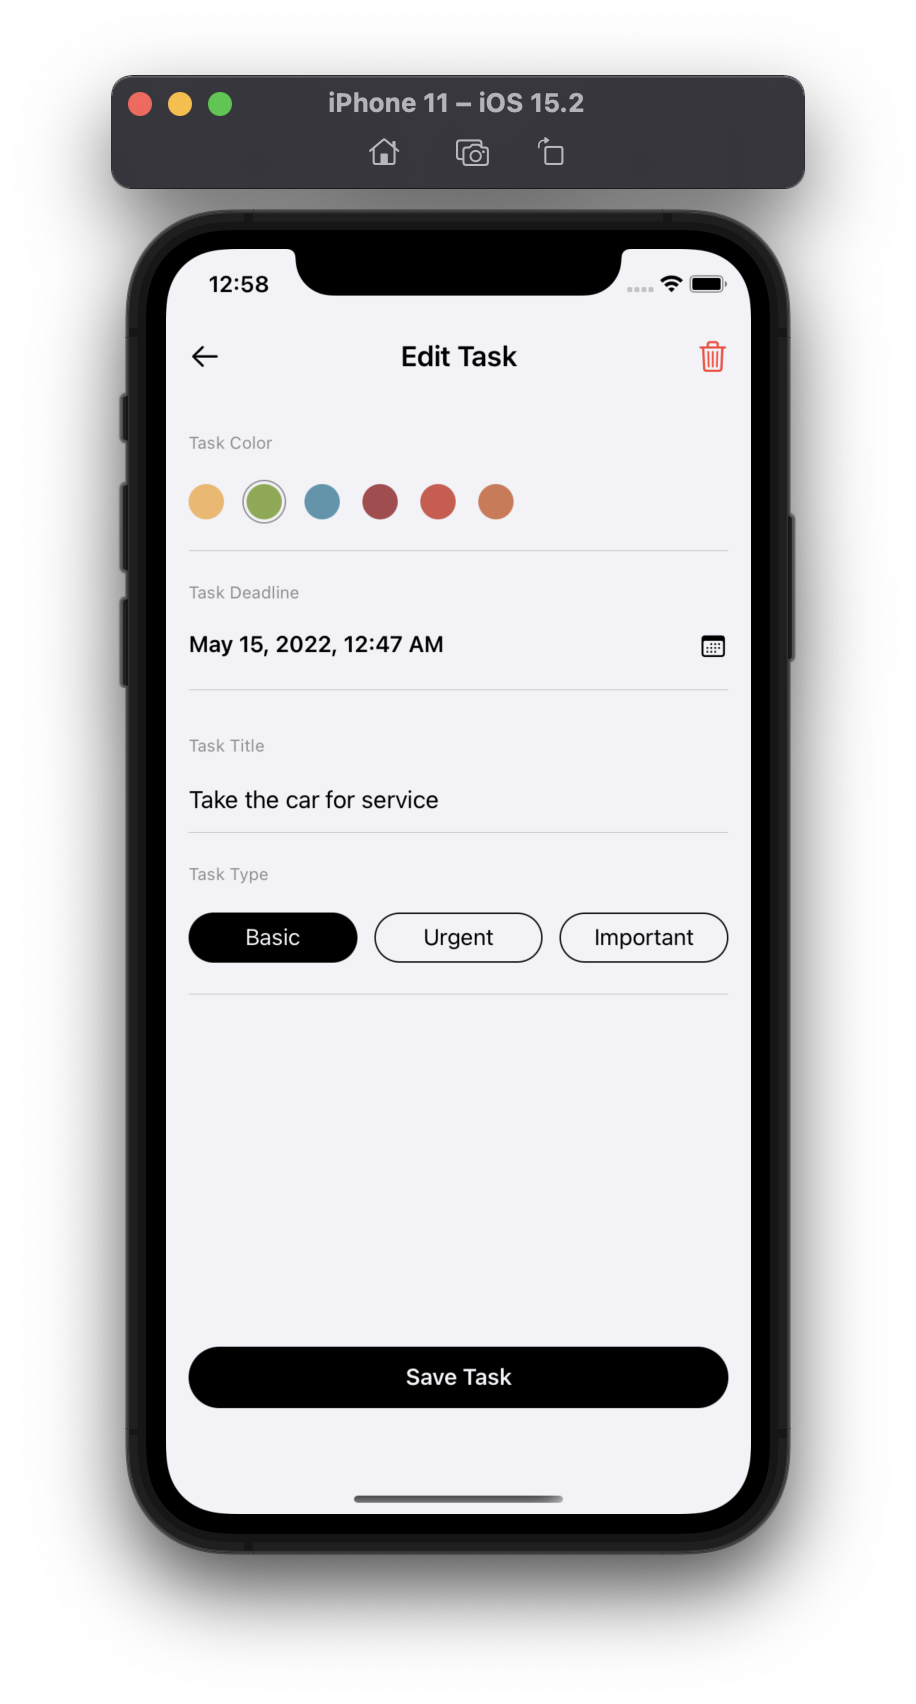 iPhone 11 – iOS 15.2
12:58
Edit Task
Task Color
Task Deadline
May 15, 2022, 12:47 AM
Task Title
Take the car for service
Task Type
Basic Urgent Important
Save Task